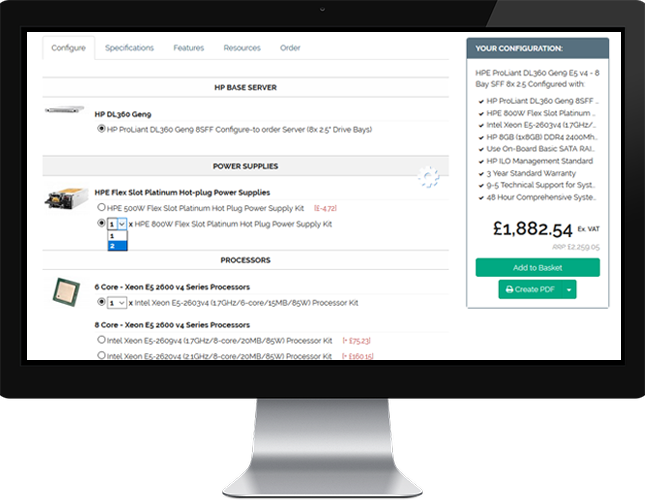 Configure Specifications Features Resources Order
HP BASE SERVER
HP DL360 Gen9
HP ProLiant DL360 Gen9 8SFF Configure-to order Server (8x 2.5" Drive Bays)
POWER SUPPLIES
HPE Flex Slot Platinum Hot-plug Power Supplies
HPE 500W Flex Slot Platinum Hot Plug Power Supply Kit [£-4.72]
1 x HPE 800W Flex Slot Platinum Hot Plug Power Supply Kit
1
2
PROCESSORS
6 Core - Xeon E5 2600 v4 Series Processors
1 x Intel Xeon E5-2603v4 (1.7GHz/6-core/15MB/85W) Processor Kit
8 Core - Xeon E5 2600 v4 Series Processors
Intel Xeon E5-2609v4 (1.7GHz/8-core/20MB/85W) Processor Kit [+ £75.23]
Intel Xeon E5-2620v4 (2.1GHz/8-core/20MB/85W) Processor Kit [+ £160.15]
YOUR CONFIGURATION:
HPE ProLiant DL360 Gen9 E5 v4 - 8
Bay SFF 8x 2.5 Configured with:
✓ HP ProLiant DL360 Gen9 8SFF ...
✓ HPE 800W Flex Slot Platinum ...
✓ Intel Xeon E5-2603v4 (1.7GHz/...
✓ HP 8GB (1x8GB) DDR4 2400Mh...
✓ Use On-Board Basic SATA RAI...
✓ HP ILO Management Standard
✓ 3 Year Standard Warranty
✓ 9-5 Technical Support for Syst...
✓ 48 Hour Comprehensive Syste...
£1,882.54 Ex. VAT
RRP £2,259.05
Add to Basket
Create PDF